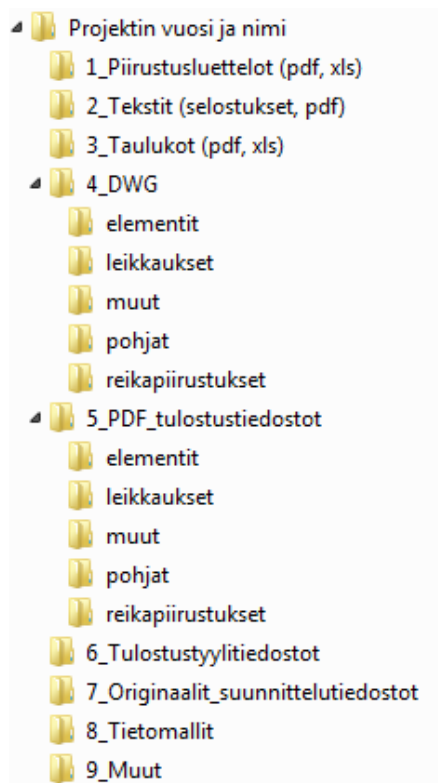 Projektin vuosi ja nimi
1_Piirustusluettelot (pdf, xls)
2_Tekstit (selostukset, pdf)
3_Taulukot (pdf, xls)
4_DWG
elementit
leikkaukset
muut
pohjat
reikapiirustukset
5_PDF_tulostustiedostot
elementit
leikkaukset
muut
pohjat
reikapiirustukset
6_Tulostustyylitiedostot
7_Originaalit_suunnittelutiedostot
8_Tietomallit
9_Muut